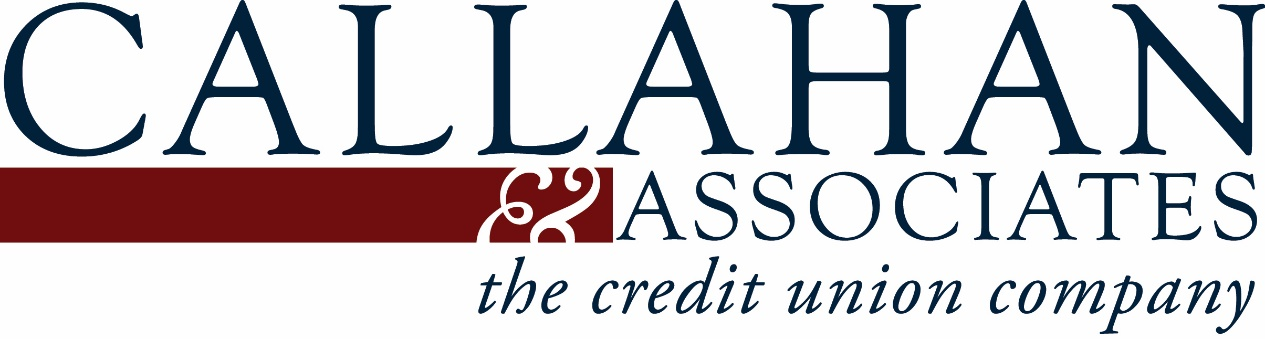 CALLAHAN
& ASSOCIATES
the credit union company